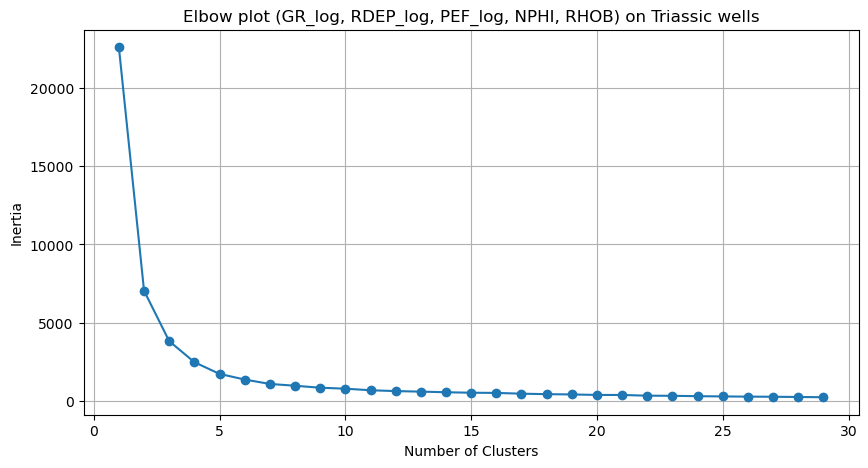 Elbow plot (GR_log, RDEP_log, PEF_log, NPHI, RHOB) on Triassic wells
Inertia
20000
15000
10000
5000
0
0 5 10 15 20 25 30
Number of Clusters